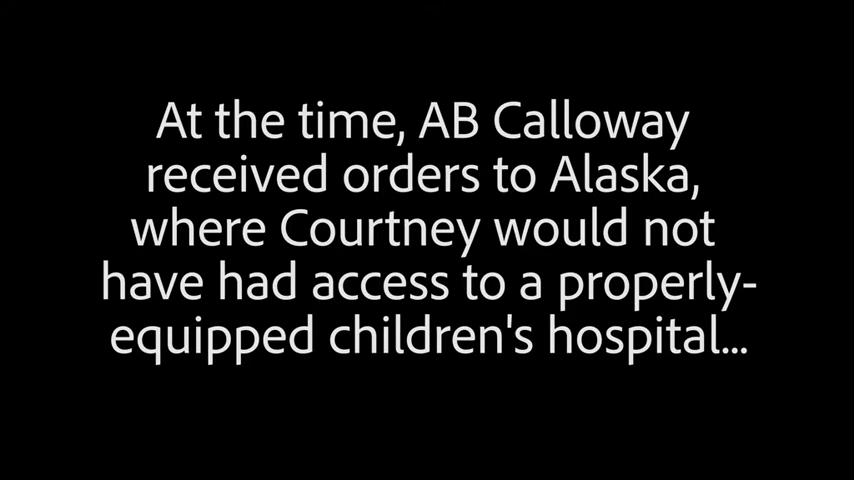 At the time, AB Calloway
received orders to Alaska,
where Courtney would not
have had access to a properly-
equipped children's hospital...